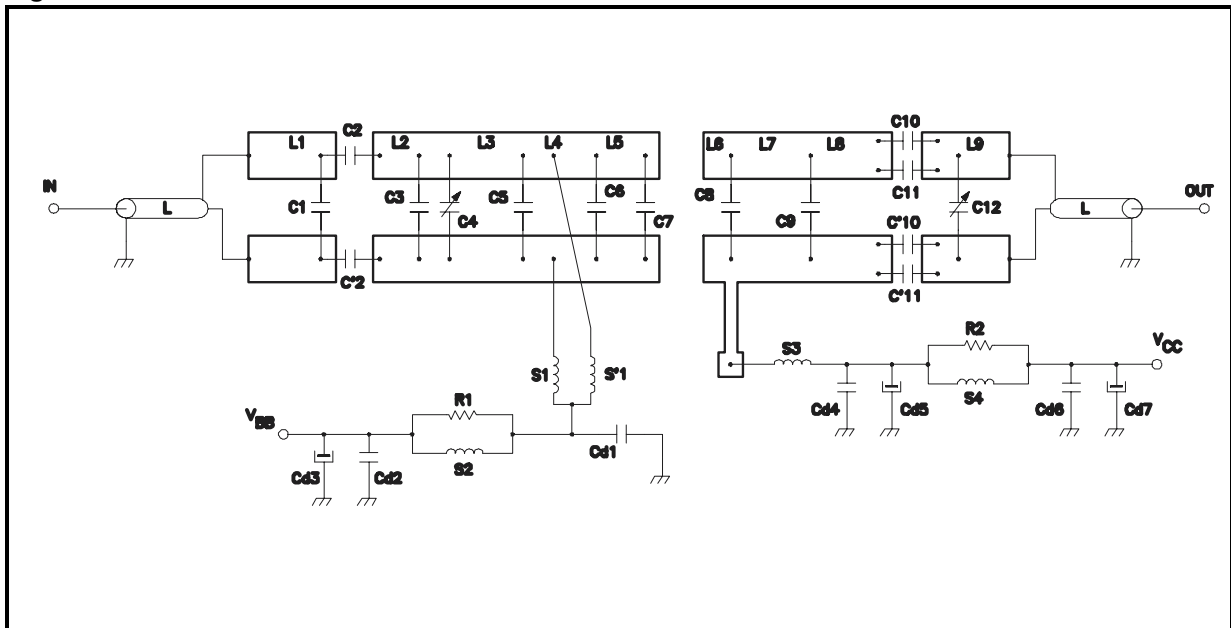 C10
L1 C2 L2 L3 L4 L5 L6 L7 L8 L9
C11
IN L C1 C3 C4 C5 C6 C7 C8 C9 C12 L OUT
C'10
C'2 C'11
S1 S'1 S3 R2 VCC
R1 Cd4 Cd5 S4 Cd6 Cd7
VBB
Cd3 Cd2 S2 Cd1